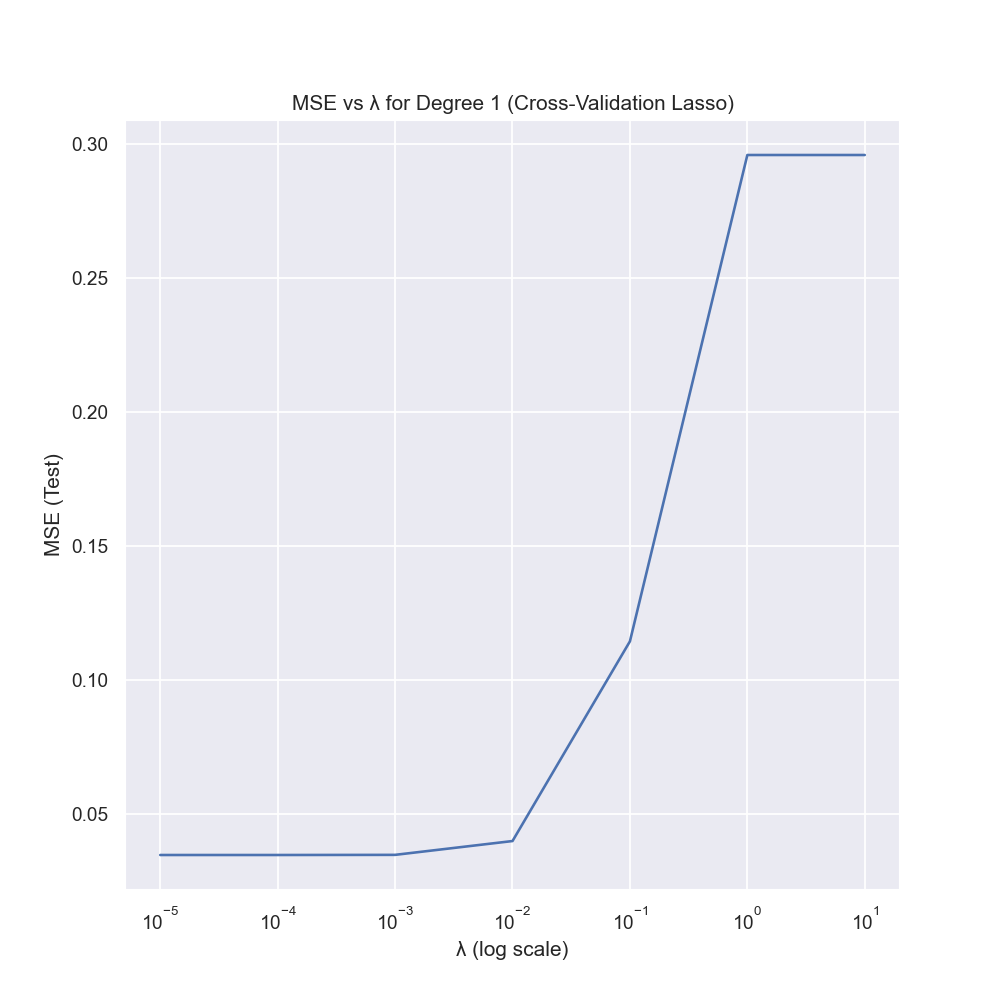 MSE vs λ for Degree 1 (Cross-Validation Lasso)
MSE (Test)
0.30
0.25
0.20
0.15
0.10
0.05
10⁻⁵ 10⁻⁴ 10⁻³ 10⁻² 10⁻¹ 10⁰ 10¹
λ (log scale)